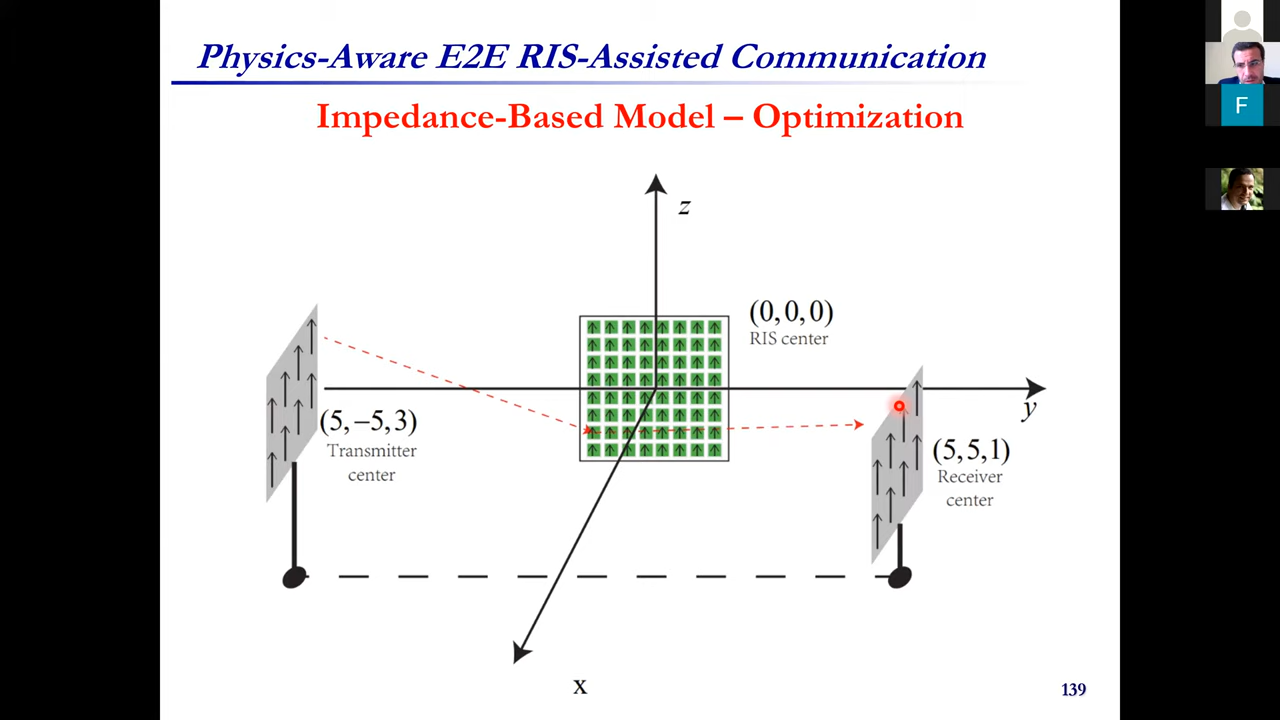 Physics-Aware E2E RIS-Assisted Communication
Impedance-Based Model – Optimization
z
(0,0,0)
RIS center
y
(5,−5,3)
Transmitter
center
(5,5,1)
Receiver
center
x
139
F